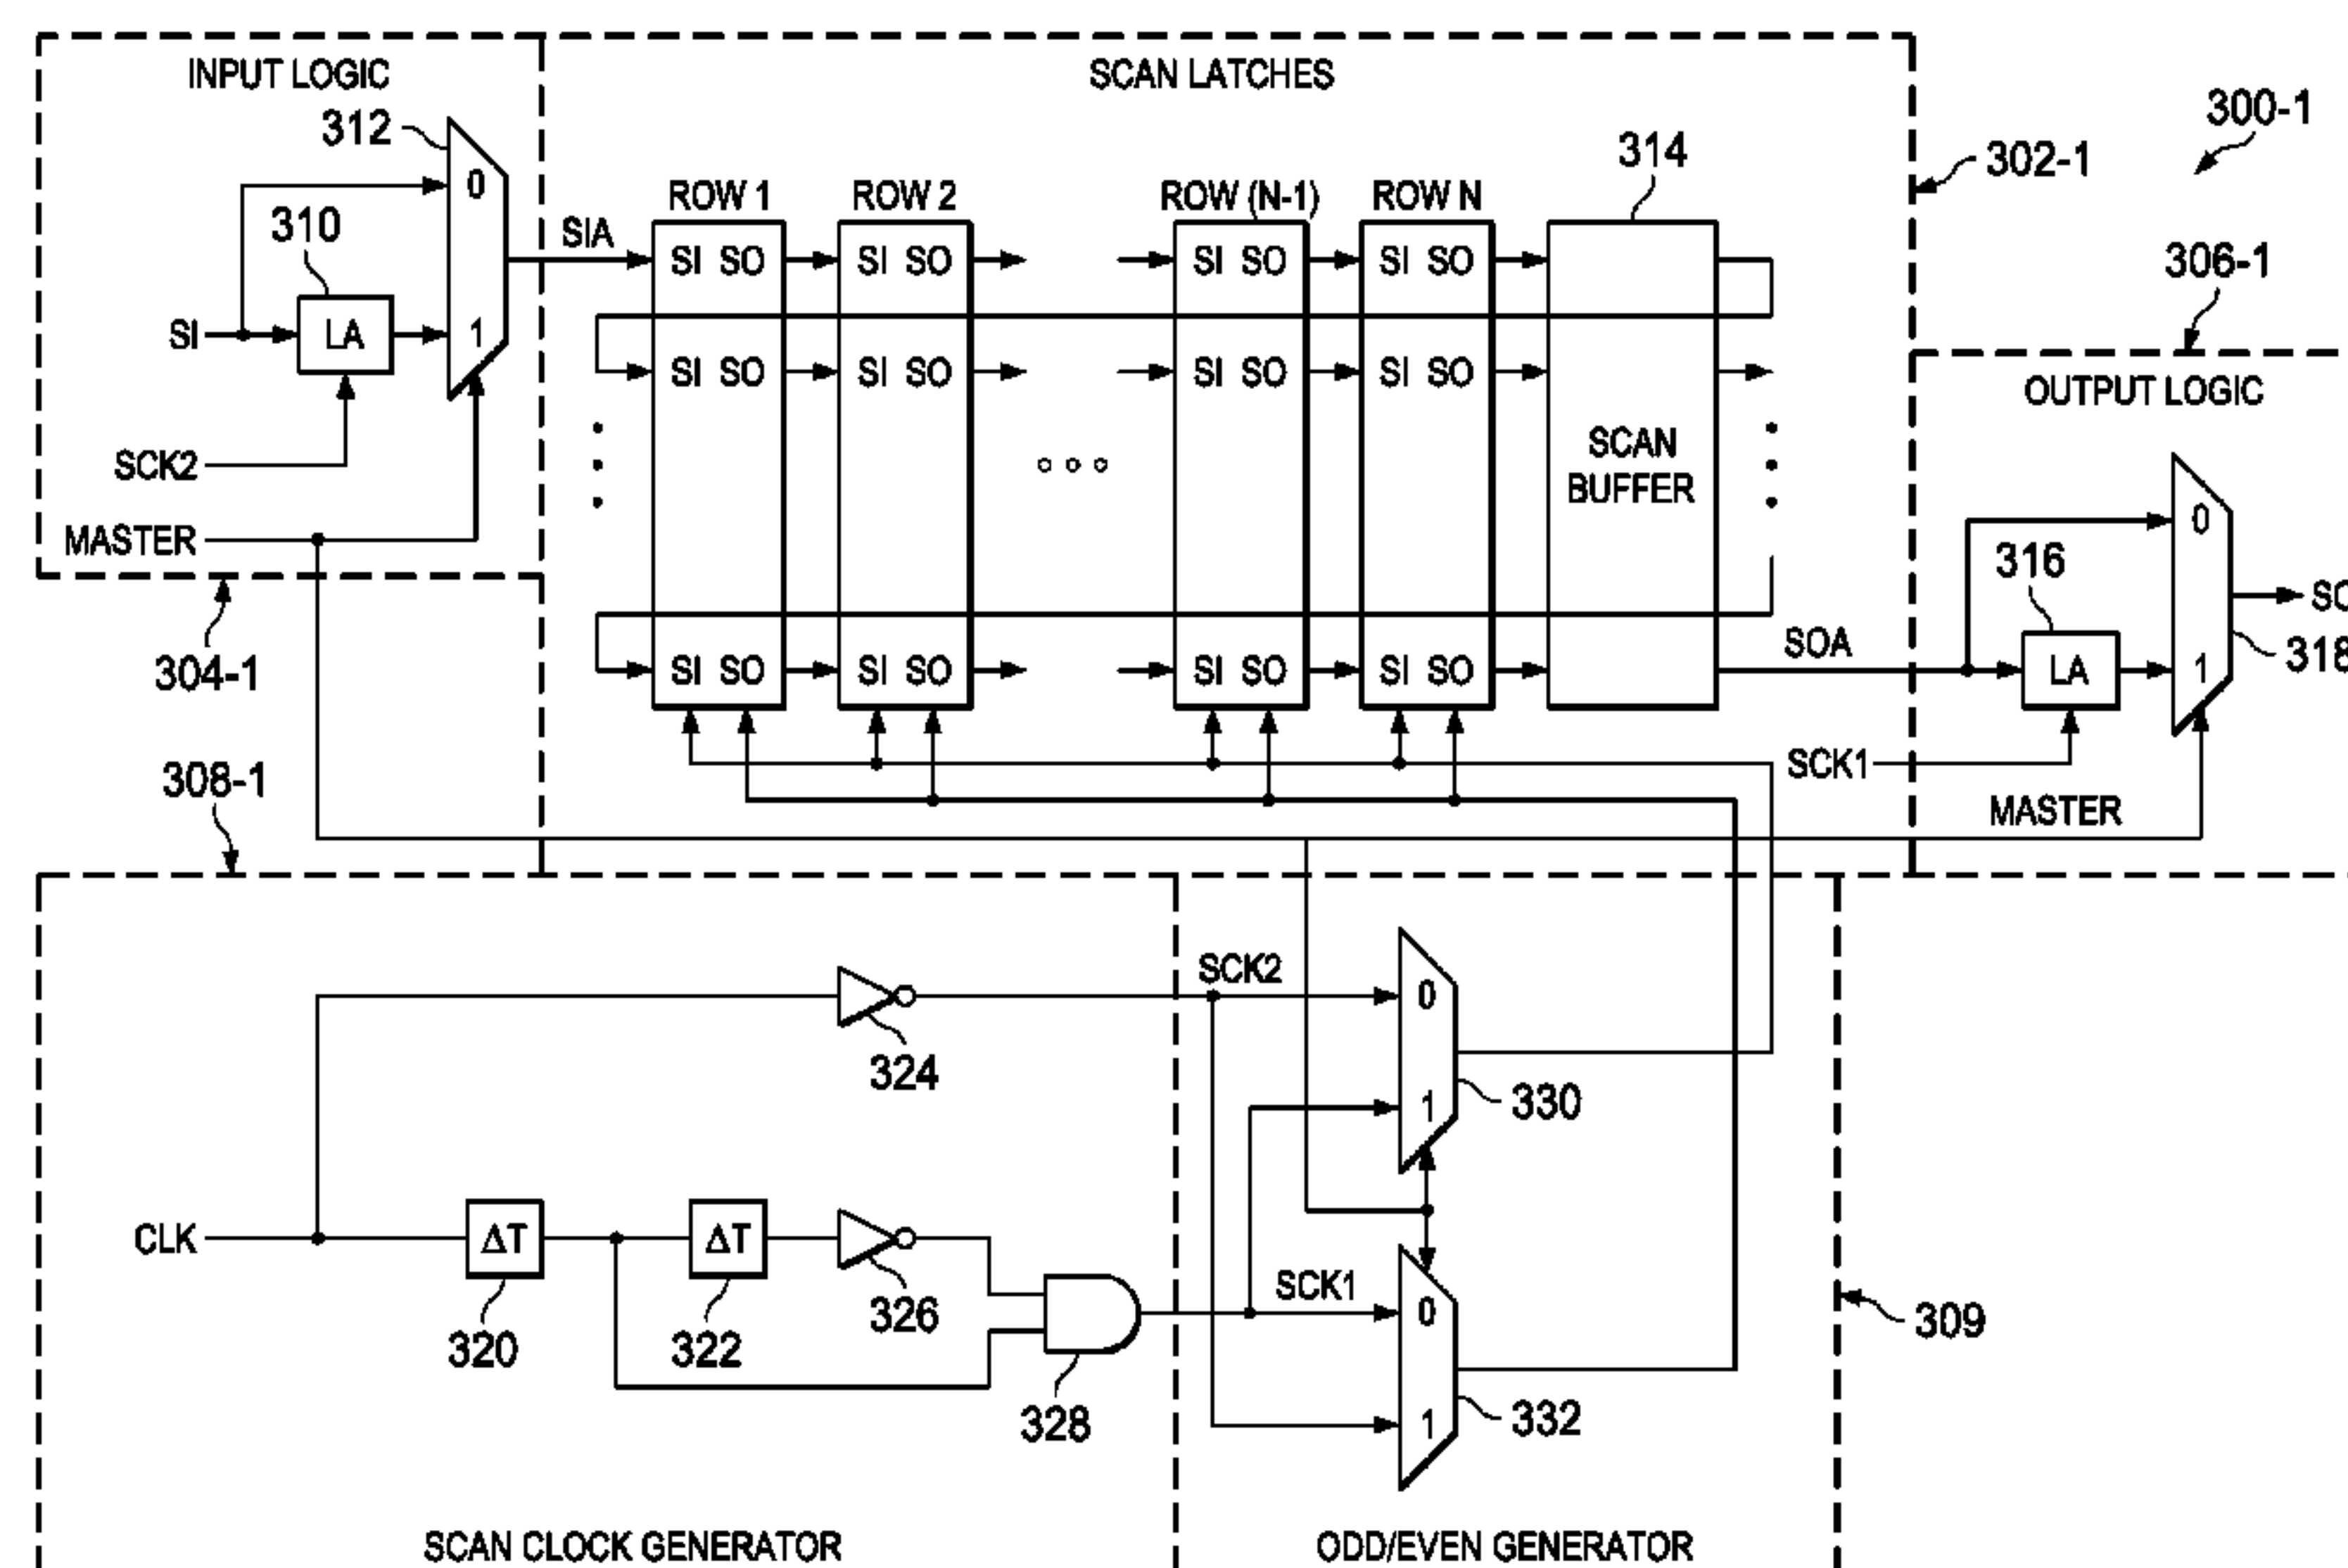 INPUT LOGIC
SCAN LATCHES
300-1
312
302-1
314
0
ROW 1
ROW 2
ROW (N-1)
ROW N
310
SIA
SI SO
SI SO
SI SO
SI SO
306-1
SI
LA
1
SI SO
SI SO
SI SO
SI SO
OUTPUT LOGIC
SCAN
BUFFER
SCK2
0
MASTER
316
SO
304-1
SI SO
SI SO
SI SO
SI SO
SOA
LA
1
318
308-1
SCK1
MASTER
SCK2
0
324
330
1
CLK
ΔT
ΔT
SCK1
0
326
309
320
322
328
1
332
SCAN CLOCK GENERATOR
ODD/EVEN GENERATOR